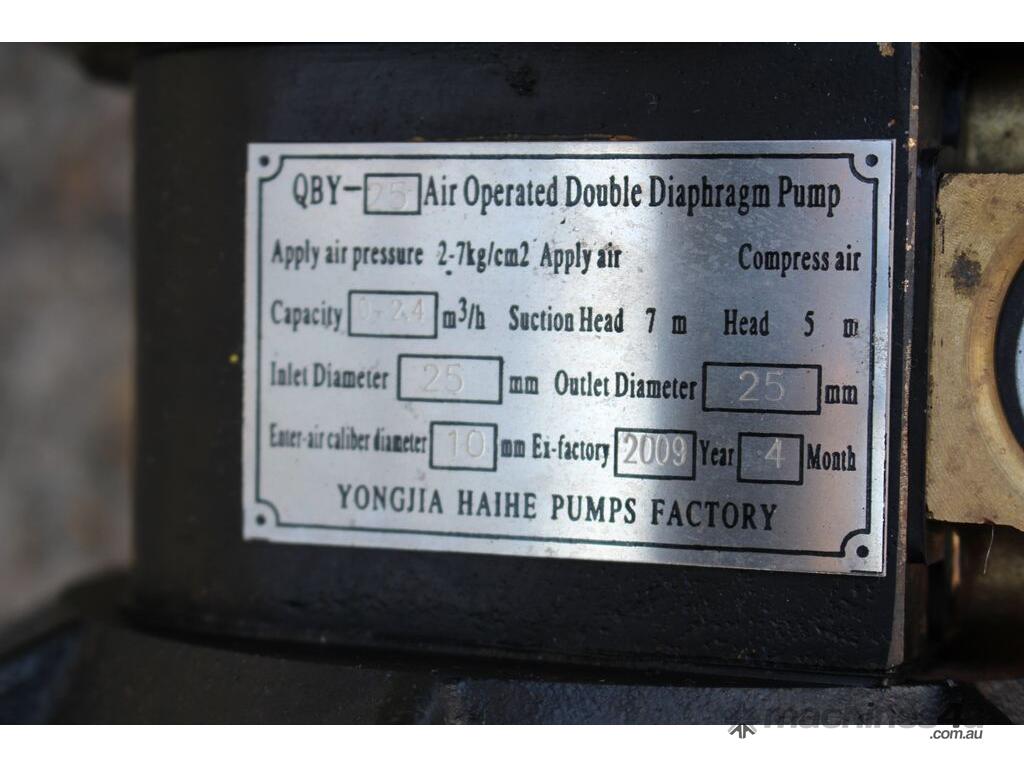 QBY-25 Air Operated Double Diaphragm Pump
Apply air pressure 2-7kg/cm2 Apply air Compress air
Capacity 0-2.4 m³/h Suction Head 7 m Head 5 m
Inlet Diameter 25 mm Outlet Diameter 25 mm
Enter-air caliber diameter 10 mm Ex-factory 2009 Year 4 Month
YONGJIA HAIHE PUMPS FACTORY
machines4u
.com.au